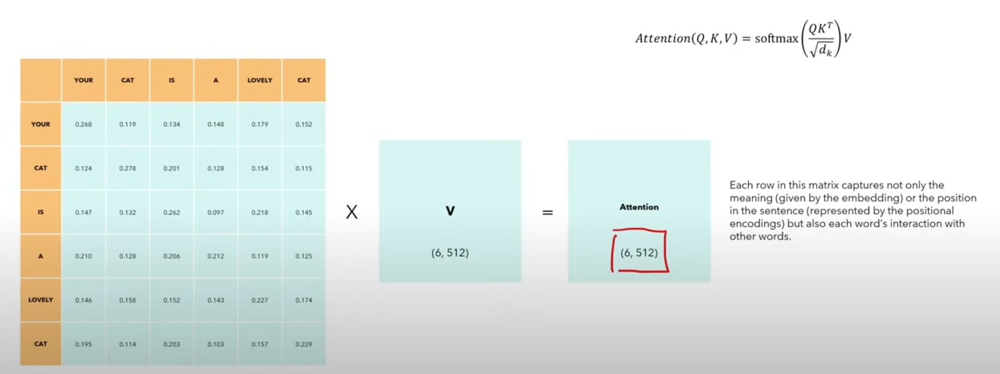 Attention(Q, K, V) = softmax(QK^T / √d_k)V
YOUR CAT IS A LOVELY CAT
YOUR 0.268 0.119 0.134 0.148 0.179 0.152
CAT 0.124 0.278 0.201 0.128 0.154 0.115
IS 0.147 0.132 0.262 0.097 0.218 0.145
A 0.210 0.128 0.206 0.212 0.119 0.125
LOVELY 0.146 0.158 0.152 0.143 0.227 0.174
CAT 0.195 0.114 0.203 0.103 0.157 0.229
X
V
(6, 512)
=
Attention
(6, 512)
Each row in this matrix captures not only the
meaning (given by the embedding) or the position
in the sentence (represented by the positional
encodings) but also each word's interaction with
other words.